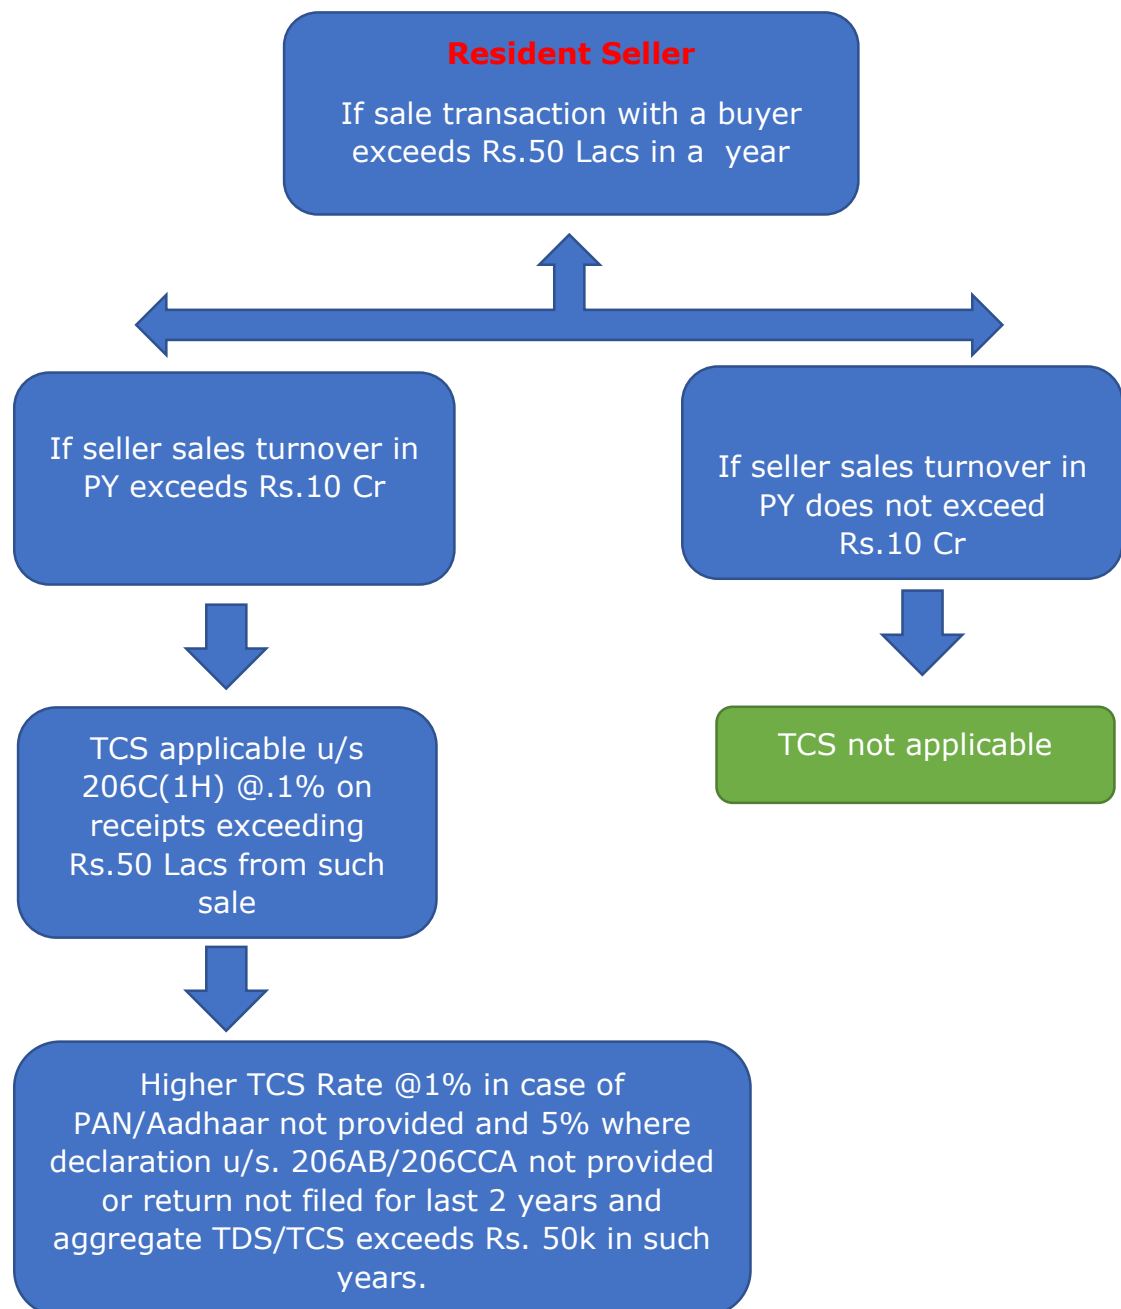 Resident Seller
If sale transaction with a buyer
exceeds Rs.50 Lacs in a  year
If seller sales turnover in
PY exceeds Rs.10 Cr
If seller sales turnover in
PY does not exceed
Rs.10 Cr
TCS applicable u/s
206C(1H) @.1% on
receipts exceeding
Rs.50 Lacs from such
sale
TCS not applicable
Higher TCS Rate @1% in case of
PAN/Aadhaar not provided and 5% where
declaration u/s. 206AB/206CCA not provided
or return not filed for last 2 years and
aggregate TDS/TCS exceeds Rs. 50k in such
years.